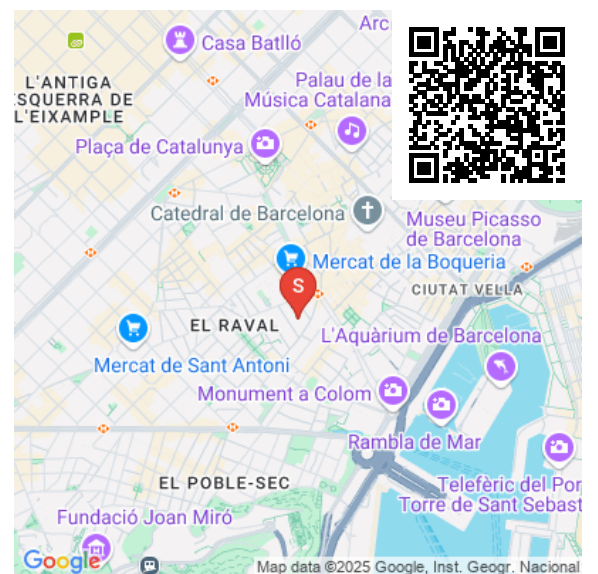 Arc
Casa Batlló
L'ANTIGA
ESQUERRA DE
L'EIXAMPLE
Palau de la
Música Catalana
Plaça de Catalunya
Catedral de Barcelona
Museu Picasso
de Barcelona
Mercat de la Boqueria
S
CIUTAT VELLA
EL RAVAL
L'Aquàrium de Barcelona
Mercat de Sant Antoni
Monument a Colom
Rambla de Mar
EL POBLE-SEC
Telefèric del Por
Torre de Sant Sebast
Fundació Joan Miró
Google
Map data ©2025 Google, Inst. Geogr. Nacional